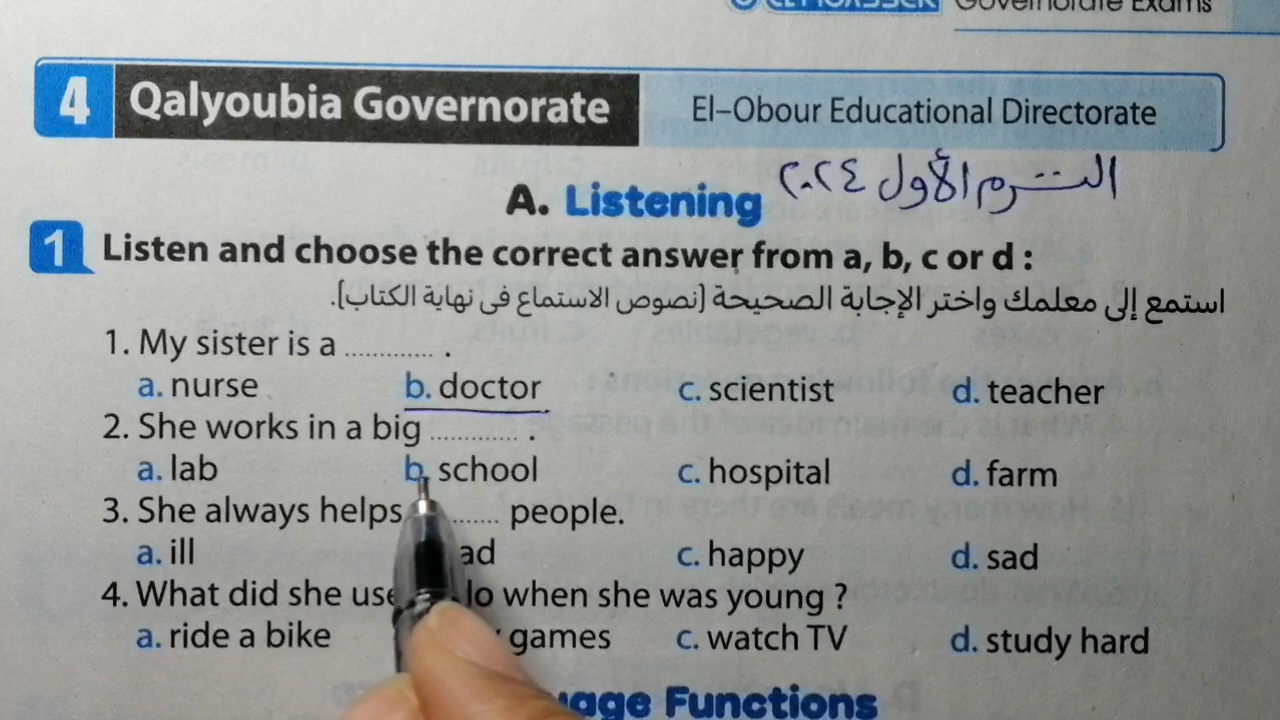 Governorate Exams
4 Qalyoubia Governorate El-Obour Educational Directorate
الترم الأول ٢٠٢٤
A. Listening
1 Listen and choose the correct answer from a, b, c or d :
استمع إلى معلمك واختر الإجابة الصحيحة [نصوص الاستماع فى نهاية الكتاب].
1. My sister is a ............. .
a. nurse b. doctor c. scientist d. teacher
2. She works in a big ............. .
a. lab b. school c. hospital d. farm
3. She always helps ........ people.
a. ill c. happy d. sad
4. What did she use do when she was young ?
a. ride a bike games c. watch TV d. study hard
Functions